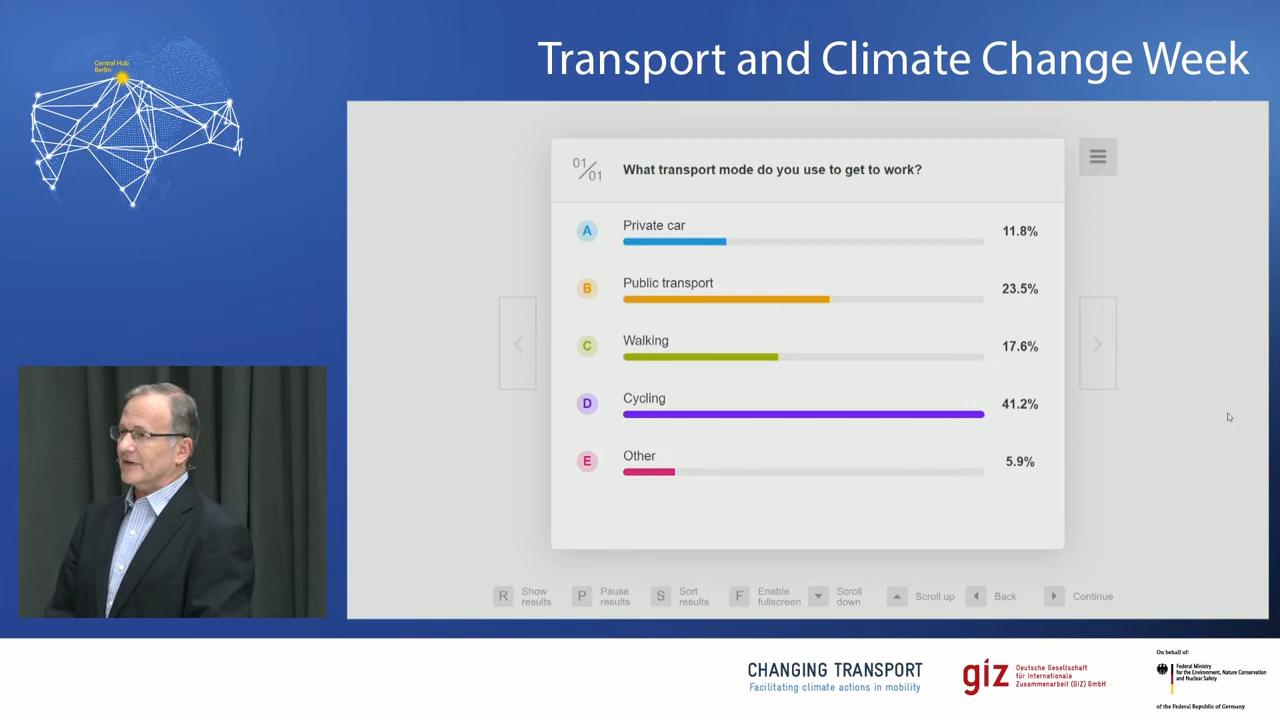 Central Hub
Berlin
Transport and Climate Change Week
01/01
What transport mode do you use to get to work?
A
Private car
11.8%
B
Public transport
23.5%
C
Walking
17.6%
D
Cycling
41.2%
E
Other
5.9%
R
Show
results
P
Pause
results
S
Sort
results
F
Enable
fullscreen
Scroll
down
Scroll up
Back
Continue
CHANGING TRANSPORT
Facilitating climate actions in mobility
giz
Deutsche Gesellschaft
für Internationale
Zusammenarbeit (GIZ) GmbH
On behalf of:
Federal Ministry
for the Environment, Nature Conservation
and Nuclear Safety
of the Federal Republic of Germany